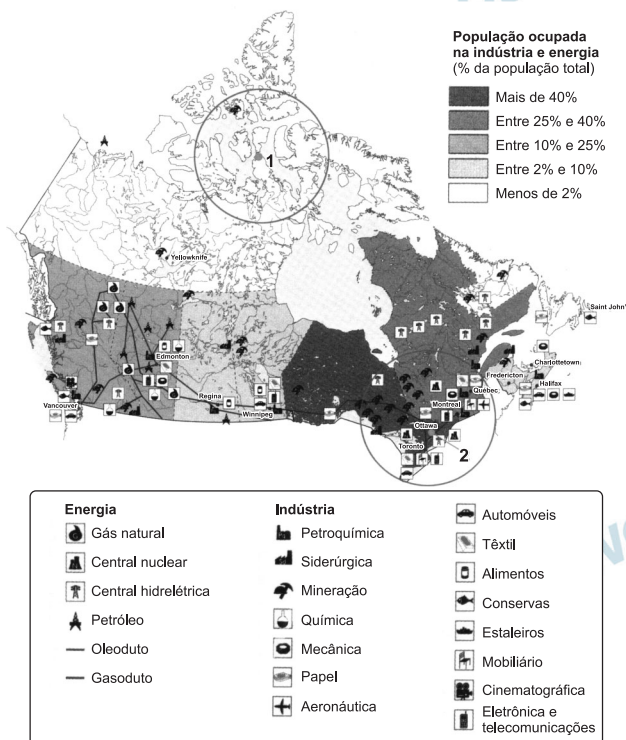 População ocupada
na indústria e energia
(% da população total)
Mais de 40%
Entre 25% e 40%
Entre 10% e 25%
Entre 2% e 10%
Menos de 2%
1
Yellowknife
Saint John'
Edmonton
Charlottetown
Fredericton
Halifax
Québec
Regina
Montreal
Vancouver
Winnipeg
Ottawa
Toronto
2
Energia
Gás natural
Central nuclear
Central hidrelétrica
Petróleo
Oleoduto
Gasoduto
Indústria
Petroquímica
Siderúrgica
Mineração
Química
Mecânica
Papel
Aeronáutica
Automóveis
Têxtil
Alimentos
Conservas
Estaleiros
Mobiliário
Cinematográfica
Eletrônica e
telecomunicações